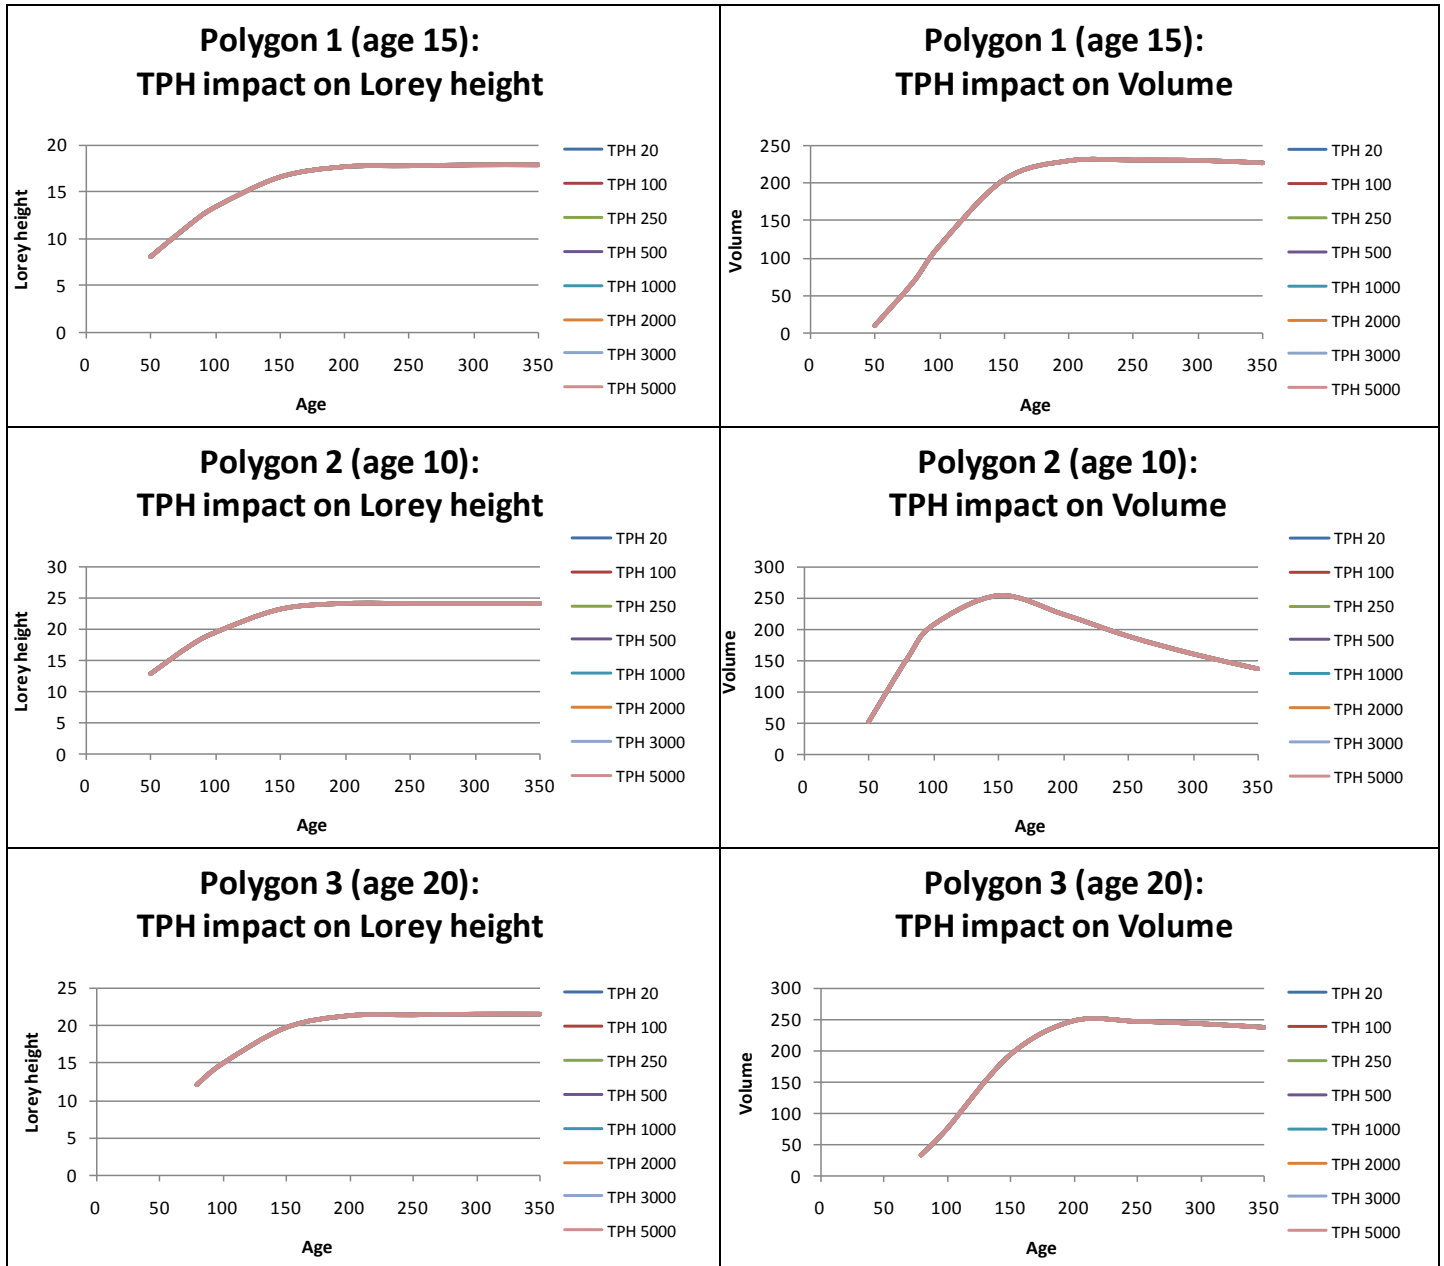 Polygon 1 (age 15):
TPH impact on Lorey height
20
15
10
5
0
0 50 100 150 200 250 300 350
Lorey height
Age
TPH 20
TPH 100
TPH 250
TPH 500
TPH 1000
TPH 2000
TPH 3000
TPH 5000
Polygon 1 (age 15):
TPH impact on Volume
250
200
150
100
50
0
0 50 100 150 200 250 300 350
Volume
Age
TPH 20
TPH 100
TPH 250
TPH 500
TPH 1000
TPH 2000
TPH 3000
TPH 5000
Polygon 2 (age 10):
TPH impact on Lorey height
30
25
20
15
10
5
0
0 50 100 150 200 250 300 350
Lorey height
Age
TPH 20
TPH 100
TPH 250
TPH 500
TPH 1000
TPH 2000
TPH 3000
TPH 5000
Polygon 2 (age 10):
TPH impact on Volume
300
250
200
150
100
50
0
0 50 100 150 200 250 300 350
Volume
Age
TPH 20
TPH 100
TPH 250
TPH 500
TPH 1000
TPH 2000
TPH 3000
TPH 5000
Polygon 3 (age 20):
TPH impact on Lorey height
25
20
15
10
5
0
0 50 100 150 200 250 300 350
Lorey height
Age
TPH 20
TPH 100
TPH 250
TPH 500
TPH 1000
TPH 2000
TPH 3000
TPH 5000
Polygon 3 (age 20):
TPH impact on Volume
300
250
200
150
100
50
0
0 50 100 150 200 250 300 350
Volume
Age
TPH 20
TPH 100
TPH 250
TPH 500
TPH 1000
TPH 2000
TPH 3000
TPH 5000